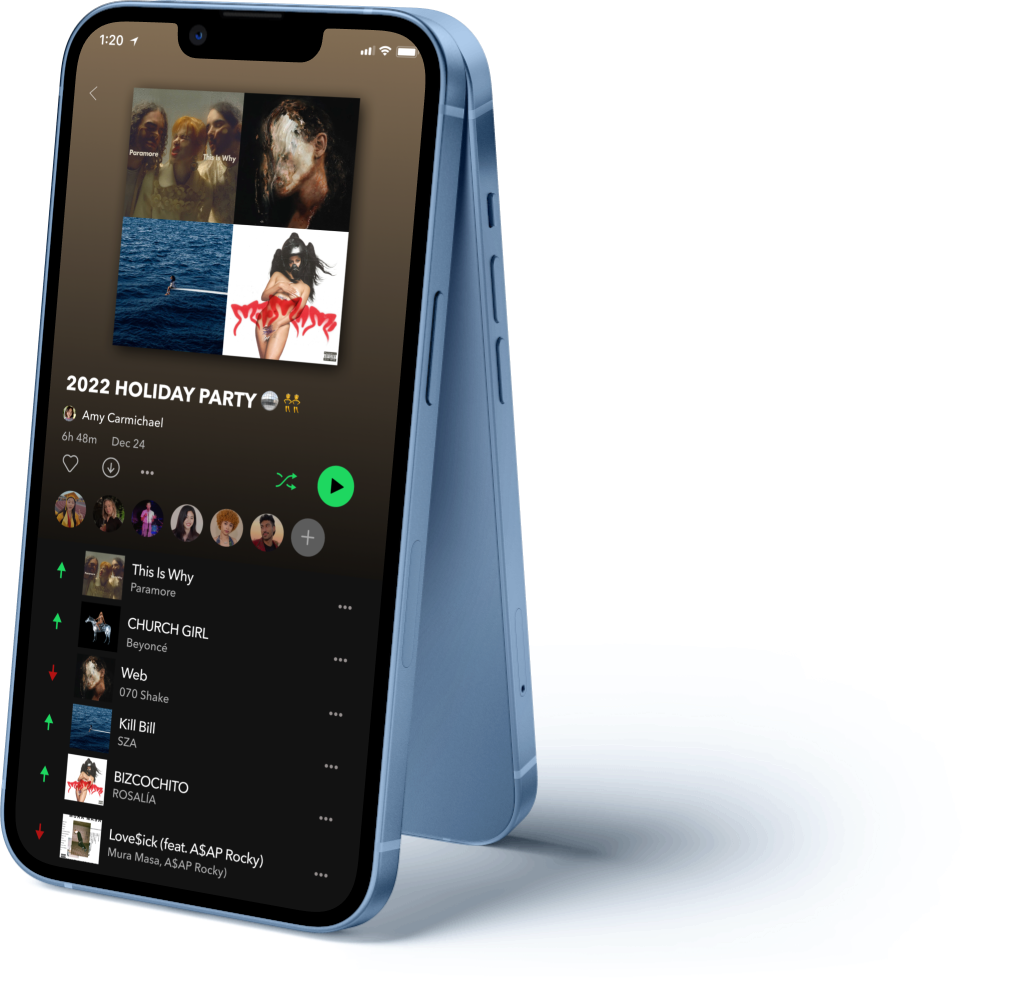 1:20
Paramore
This Is Why
2022 HOLIDAY PARTY
Amy Carmichael
6h 48m Dec 24
This Is Why
Paramore
CHURCH GIRL
Beyoncé
Web
070 Shake
Kill Bill
SZA
BIZCOCHITO
ROSALÍA
Love$ick (feat. A$AP Rocky)
Mura Masa, A$AP Rocky)